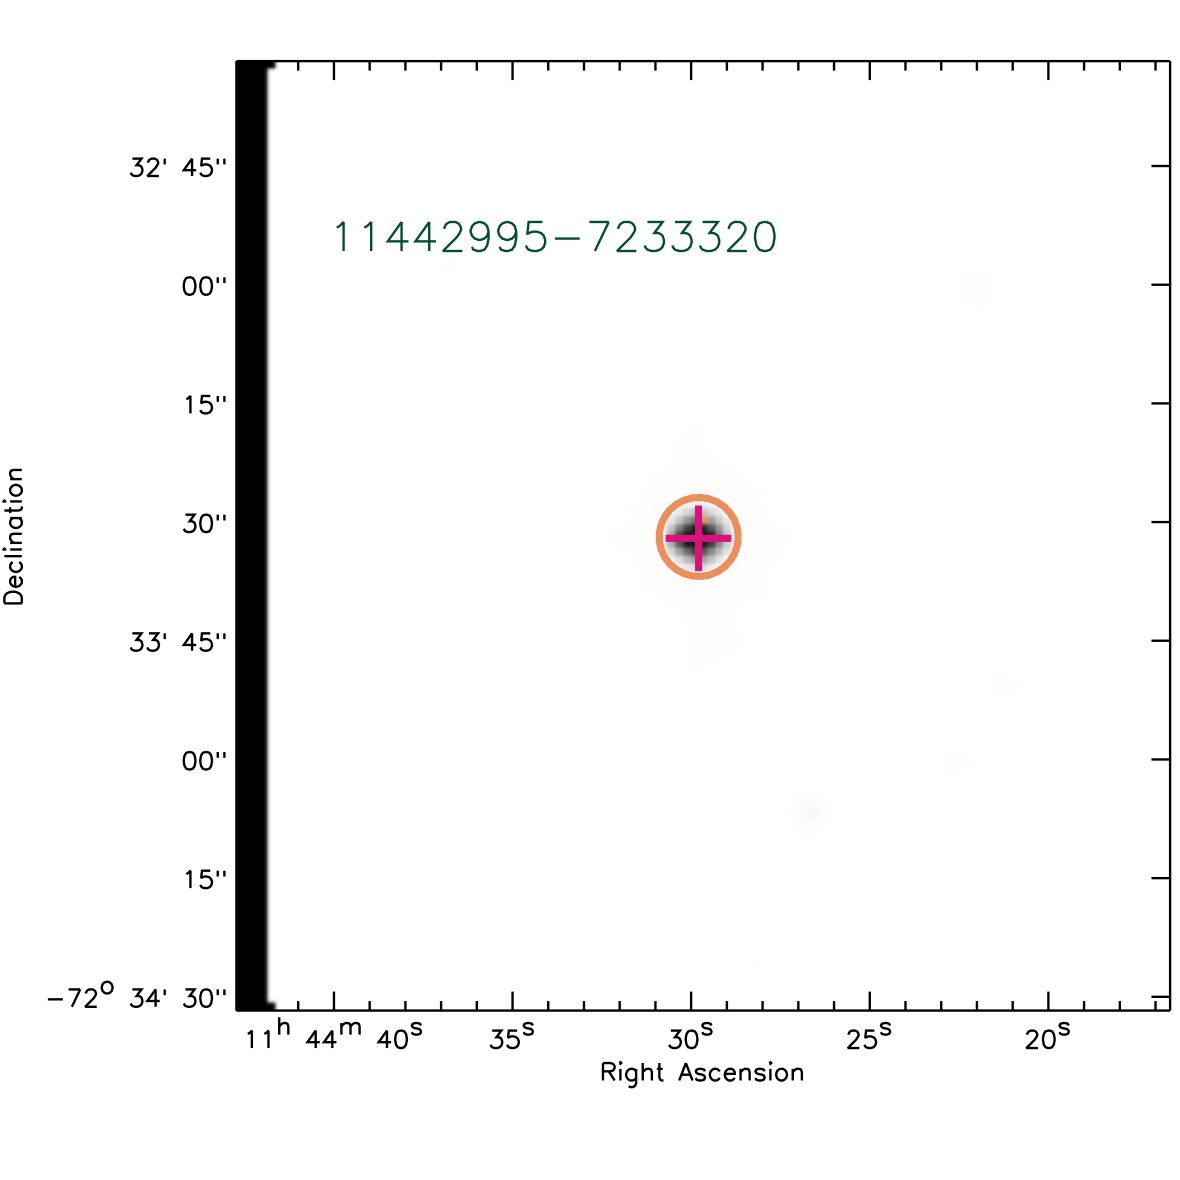 11442995-7233320
32' 45"
00"
15"
30"
33' 45"
00"
15"
-72° 34' 30"
11h 44m 40s 35s 30s 25s 20s
Right Ascension
Declination